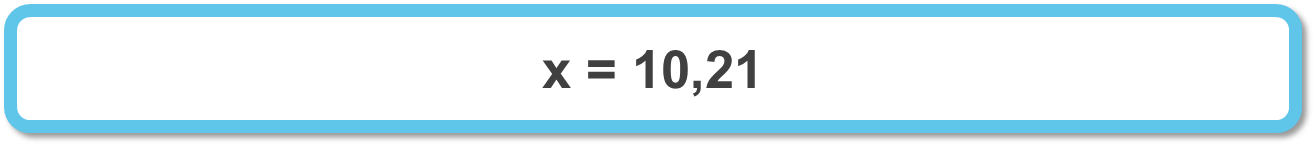 x = 10,21